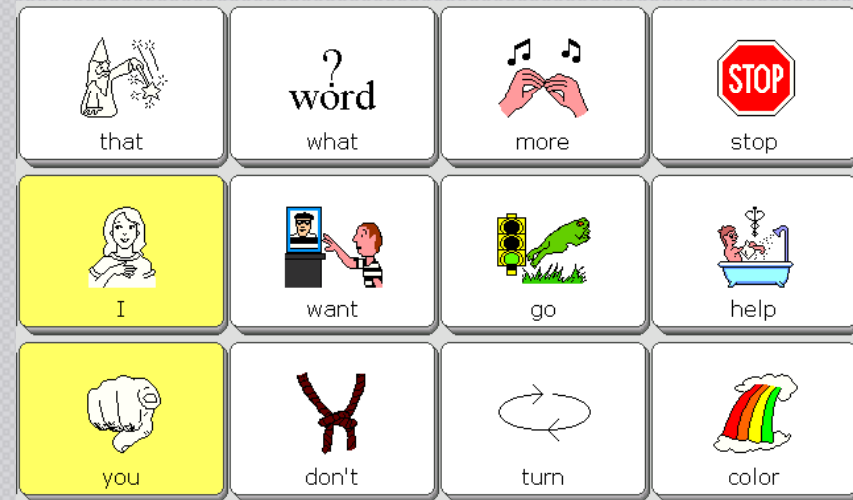 ?
word
that
what
more
STOP
stop
I
want
go
help
you
don't
turn
color